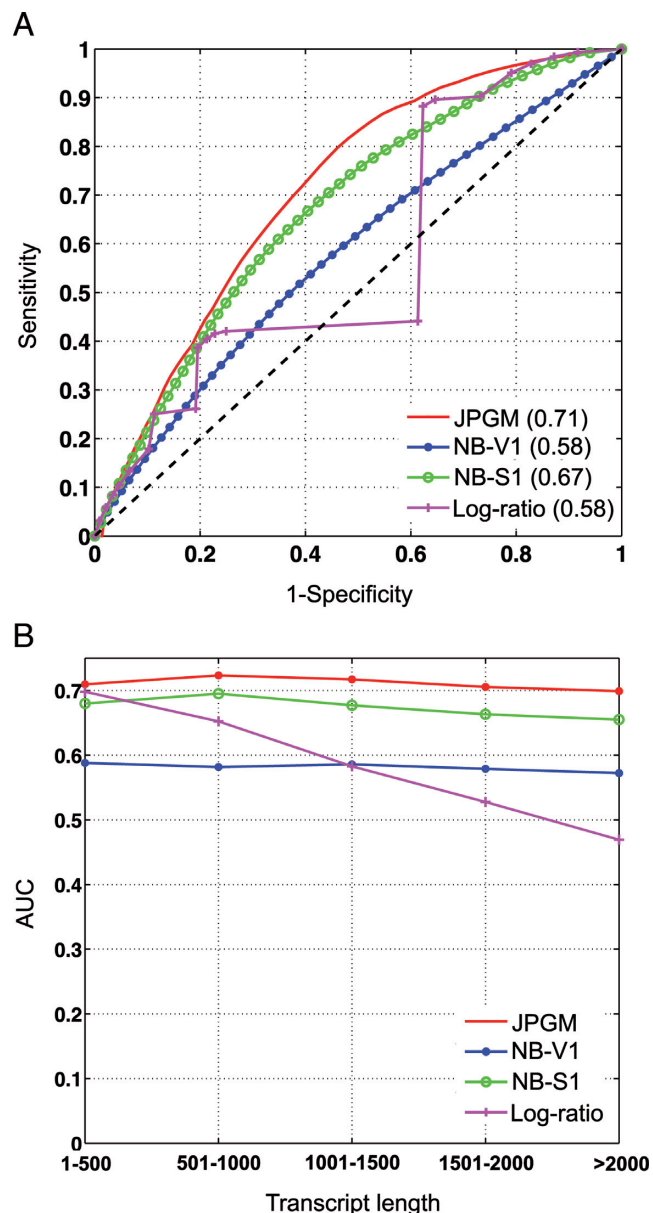 A
1
0.9
0.8
0.7
0.6
0.5
0.4
0.3
0.2
0.1
0
Sensitivity
JPGM (0.71)
NB-V1 (0.58)
NB-S1 (0.67)
Log-ratio (0.58)
0 0.2 0.4 0.6 0.8 1
1-Specificity
B
0.7
0.6
0.5
0.4
0.3
0.2
0.1
0
AUC
JPGM
NB-V1
NB-S1
Log-ratio
1-500 501-1000 1001-1500 1501-2000 >2000
Transcript length